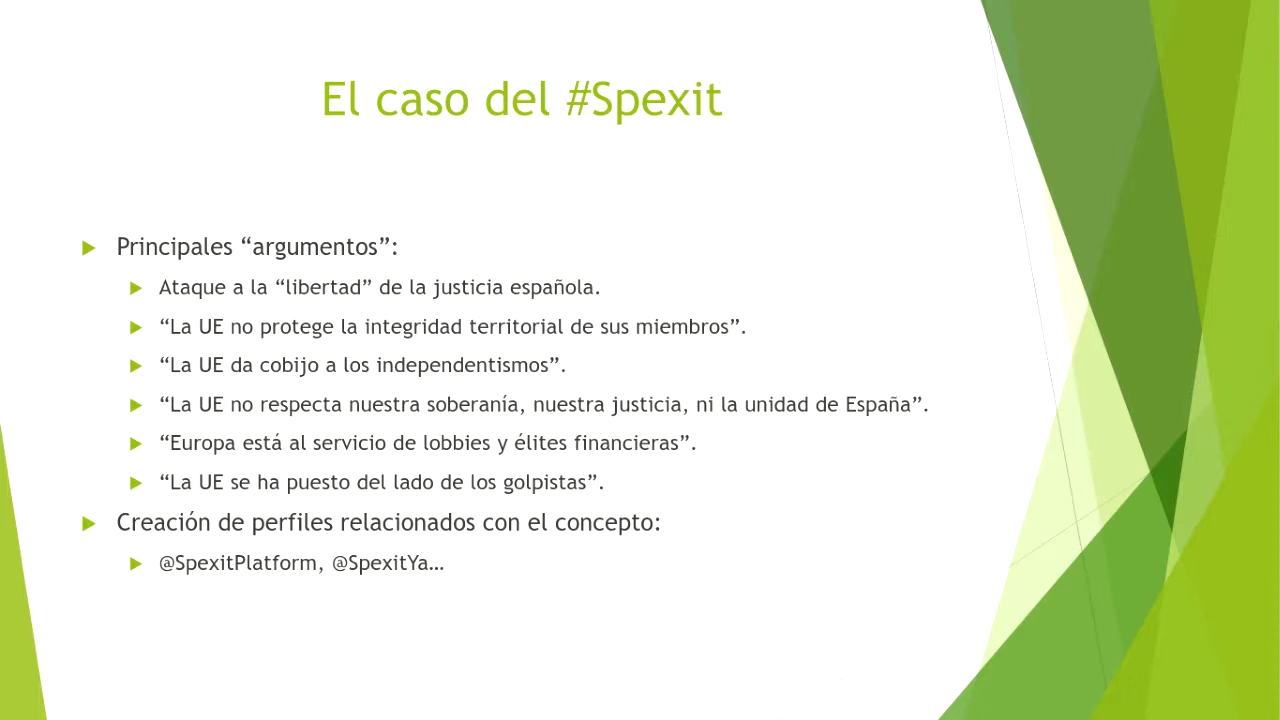 El caso del #Spexit
Principales “argumentos”:
Ataque a la “libertad” de la justicia española.
“La UE no protege la integridad territorial de sus miembros”.
“La UE da cobijo a los independentismos”.
“La UE no respecta nuestra soberanía, nuestra justicia, ni la unidad de España”.
“Europa está al servicio de lobbies y élites financieras”.
“La UE se ha puesto del lado de los golpistas”.
Creación de perfiles relacionados con el concepto:
@SpexitPlatform, @SpexitYa…